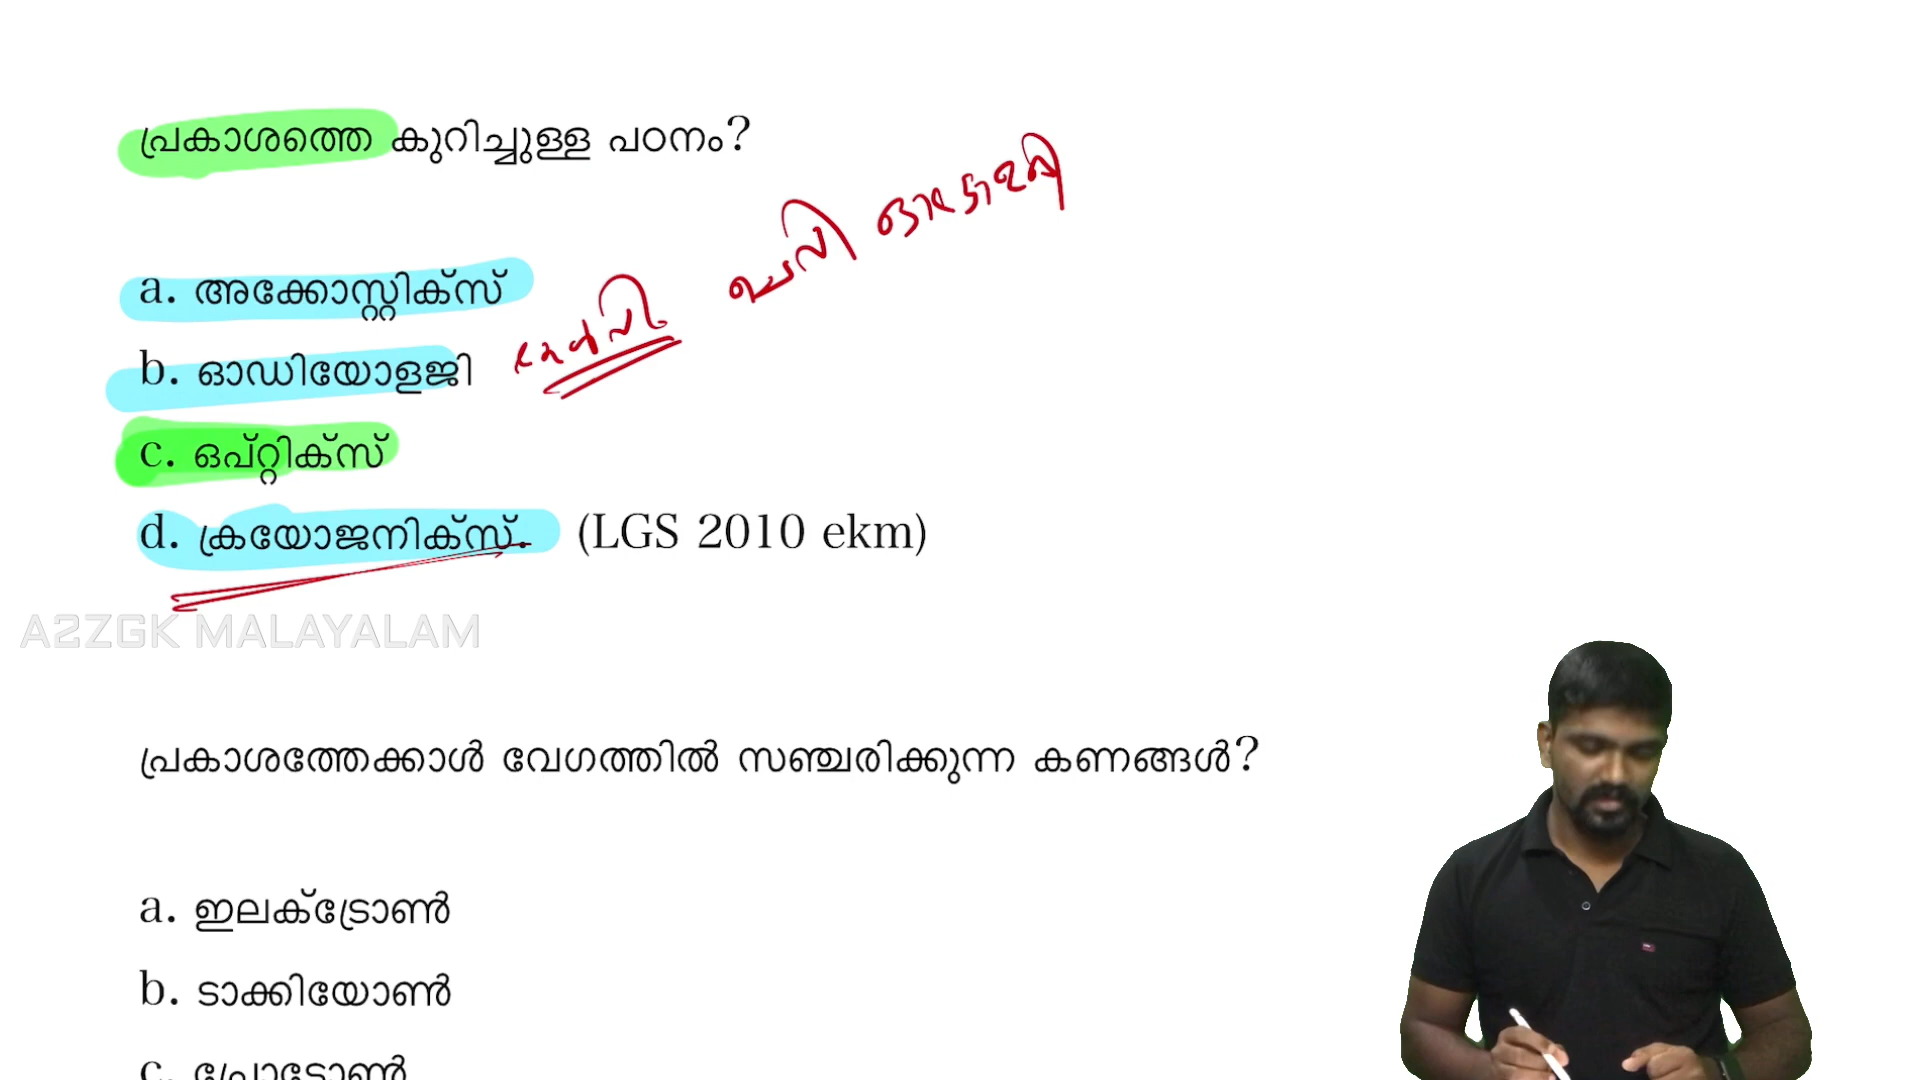 പ്രകാശത്തെ കുറിച്ചുള്ള പഠനം?
a. അക്കോസ്റ്റിക്സ്
b. ഓഡിയോളജി
കേൾവി
c. ഒപ്റ്റിക്സ്
d. ക്രയോജനിക്സ്. (LGS 2010 ekm)
A2ZGK MALAYALAM
പ്രകാശത്തേക്കാൾ വേഗത്തിൽ സഞ്ചരിക്കുന്ന കണങ്ങൾ?
a. ഇലക്ട്രോൺ
b. ടാക്കിയോൺ
c. പ്രോട്ടോൺ